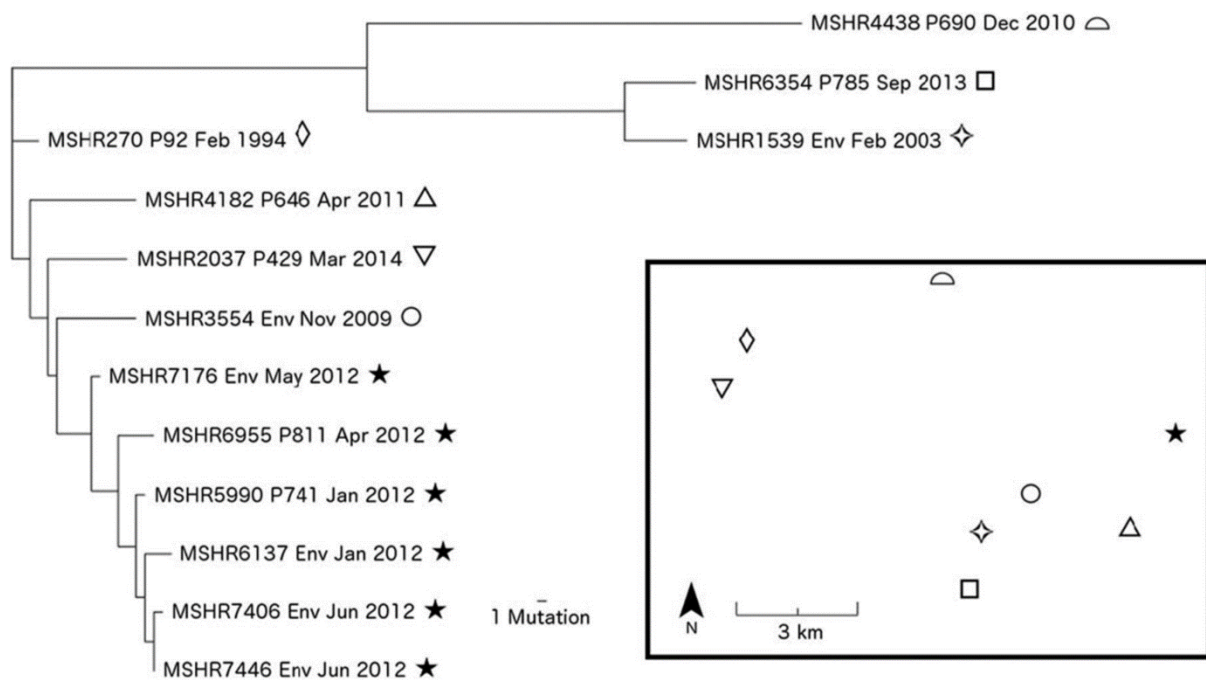 MSHR4438 P690 Dec 2010
MSHR6354 P785 Sep 2013
MSHR270 P92 Feb 1994
MSHR1539 Env Feb 2003
MSHR4182 P646 Apr 2011
MSHR2037 P429 Mar 2014
MSHR3554 Env Nov 2009
MSHR7176 Env May 2012
MSHR6955 P811 Apr 2012
MSHR5990 P741 Jan 2012
MSHR6137 Env Jan 2012
MSHR7406 Env Jun 2012
MSHR7446 Env Jun 2012
1 Mutation
N
3 km